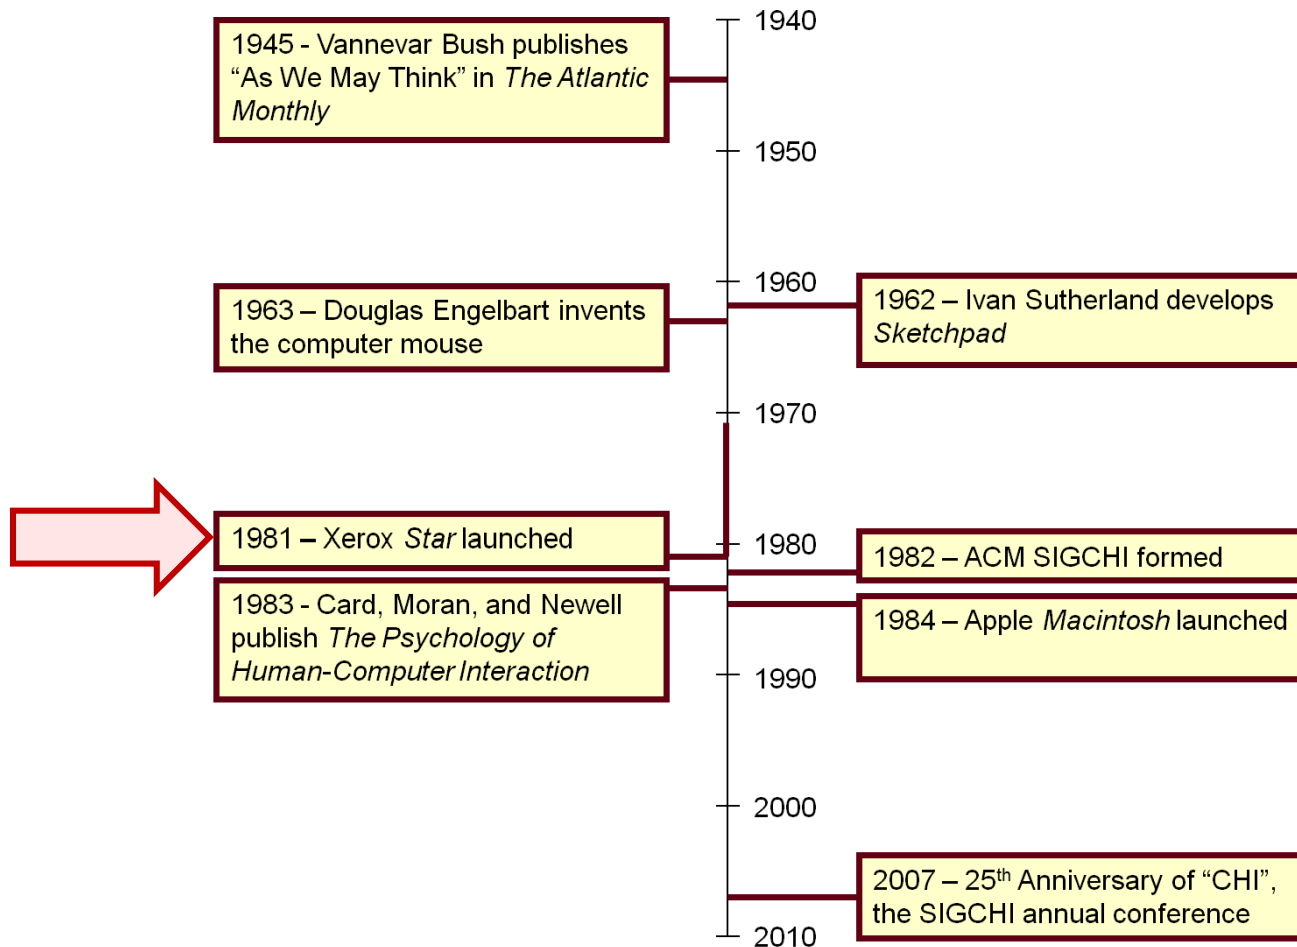 1940
1945 - Vannevar Bush publishes
“As We May Think” in The Atlantic
Monthly
1950
1960
1963 – Douglas Engelbart invents
the computer mouse
1962 – Ivan Sutherland develops
Sketchpad
1970
1981 – Xerox Star launched
1980
1982 – ACM SIGCHI formed
1983 - Card, Moran, and Newell
publish The Psychology of
Human-Computer Interaction
1984 – Apple Macintosh launched
1990
2000
2007 – 25th Anniversary of “CHI”,
the SIGCHI annual conference
2010